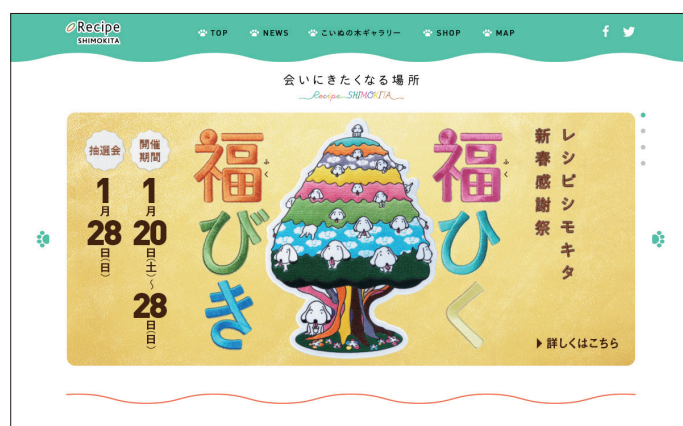 Recipe
SHIMOKITA
TOP
NEWS
こいぬの木ギャラリー
SHOP
MAP
会いにきたくなる場所
Recipe SHIMOKITA
レシピシモキタ
新春感謝祭
福ひく
ふく
福びき
ふく
開催
期間
1月20日(土)〜28日(日)
抽選会
1月28日(日)
詳しくはこちら